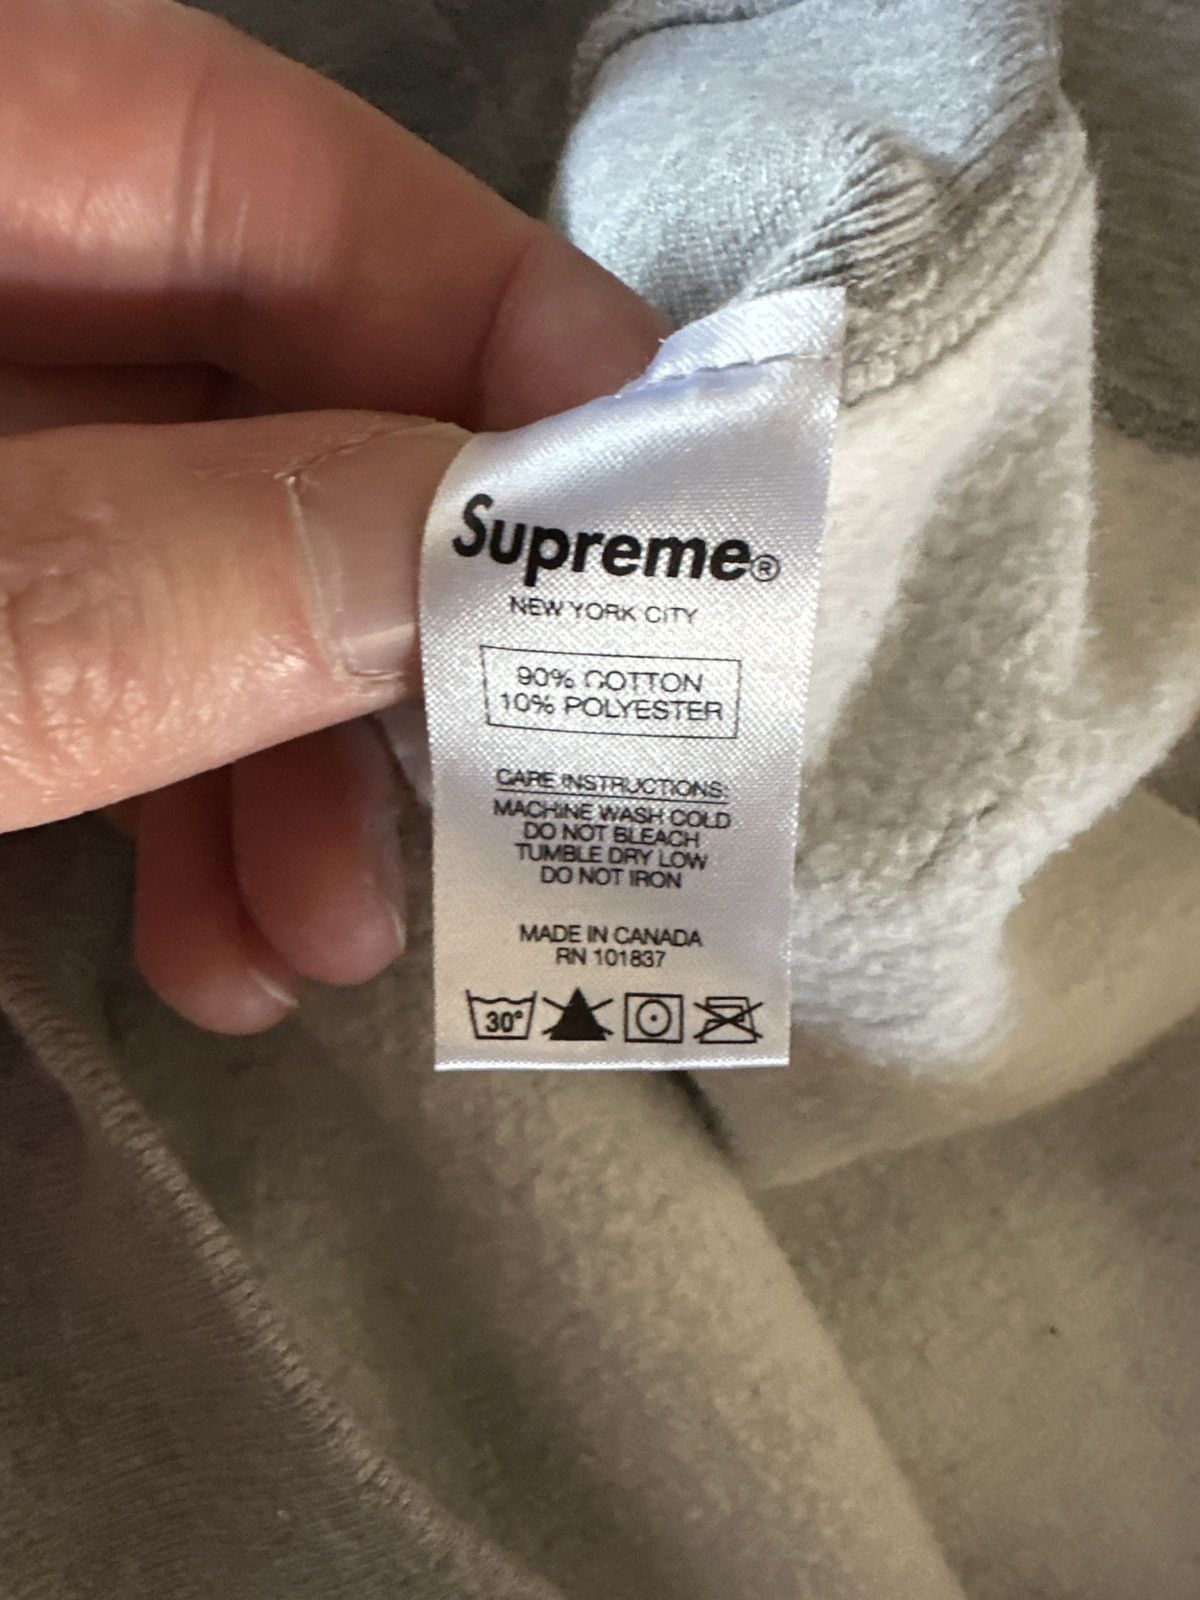 Supreme®
NEW YORK CITY
90% COTTON
10% POLYESTER
CARE INSTRUCTIONS:
MACHINE WASH COLD
DO NOT BLEACH
TUMBLE DRY LOW
DO NOT IRON
MADE IN CANADA
RN 101837
30°